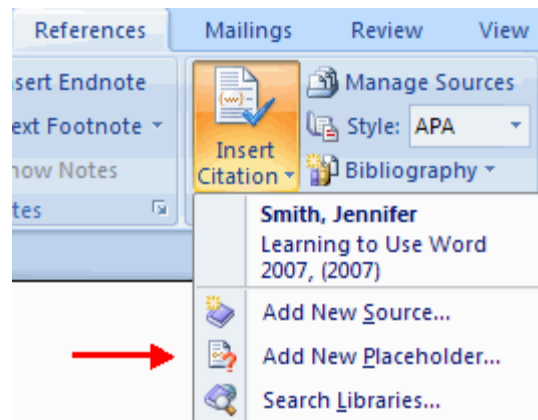 References Mailings Review View
sert Endnote Manage Sources
ext Footnote Style: APA
Insert Citation
how Notes Bibliography
tes
Smith, Jennifer
Learning to Use Word
2007, (2007)
Add New Source...
Add New Placeholder...
Search Libraries...